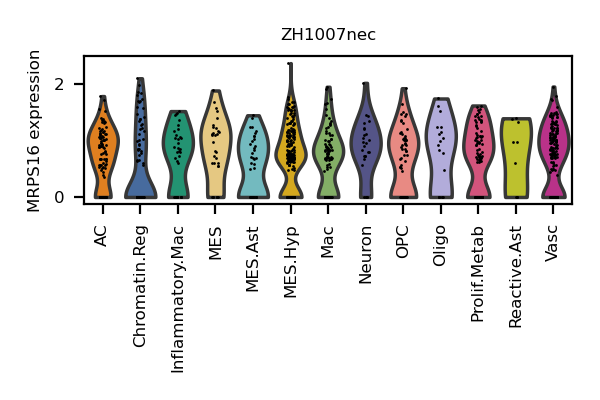 ZH1007nec
MRPS16 expression
2
0
AC
Chromatin.Reg
Inflammatory.Mac
MES
MES.Ast
MES.Hyp
Mac
Neuron
OPC
Oligo
Prolif.Metab
Reactive.Ast
Vasc